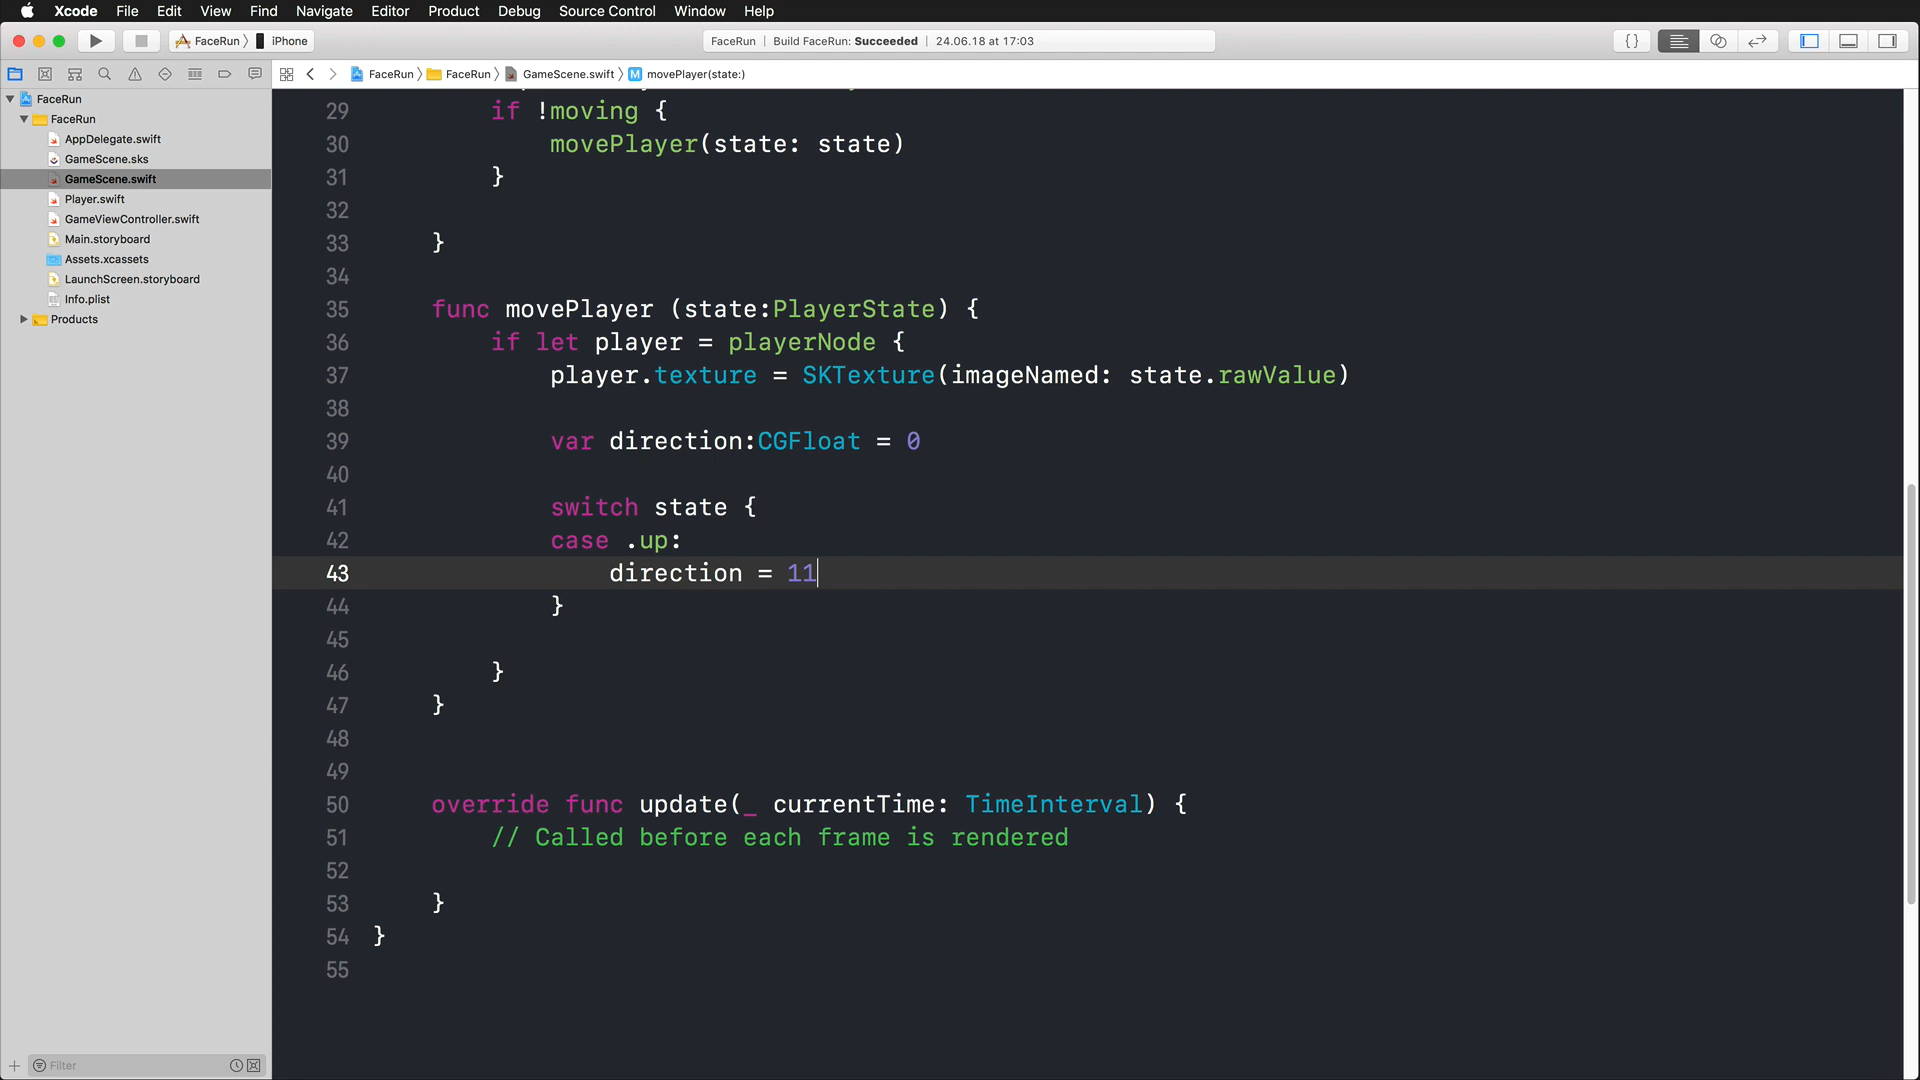 Xcode File Edit View Find Navigate Editor Product Debug Source Control Window Help
FaceRun iPhone FaceRun | Build FaceRun: Succeeded | 24.06.18 at 17:03 {}
FaceRun FaceRun GameScene.swift M movePlayer(state:)
FaceRun
FaceRun
AppDelegate.swift
GameScene.sks
GameScene.swift
Player.swift
GameViewController.swift
Main.storyboard
Assets.xcassets
LaunchScreen.storyboard
Info.plist
Products
Filter
29 if !moving {
30 movePlayer(state: state)
31 }
32
33 }
34
35 func movePlayer (state:PlayerState) {
36 if let player = playerNode {
37 player.texture = SKTexture(imageNamed: state.rawValue)
38
39 var direction:CGFloat = 0
40
41 switch state {
42 case .up:
43 direction = 11
44 }
45
46 }
47 }
48
49
50 override func update(_ currentTime: TimeInterval) {
51 // Called before each frame is rendered
52
53 }
54 }
55